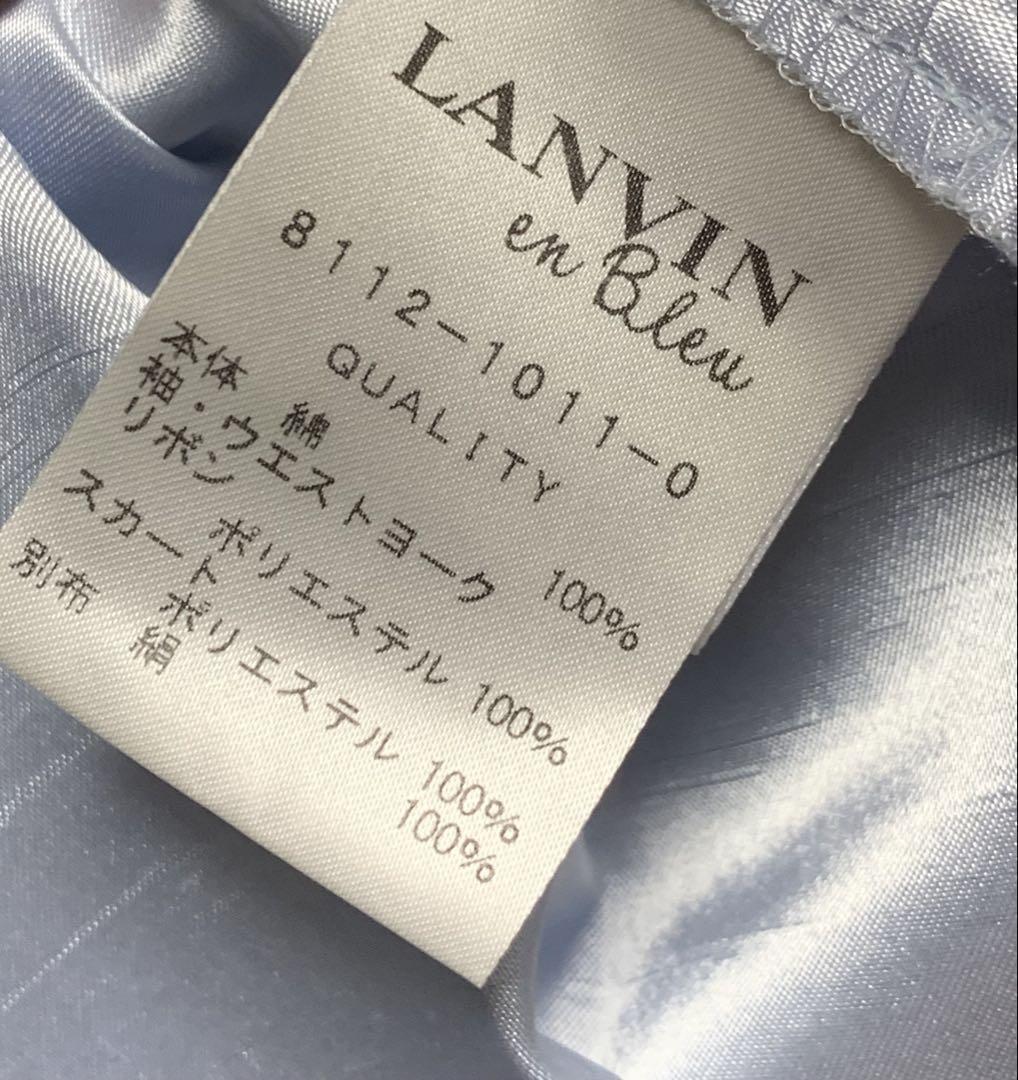 LANVIN
en Bleu
8112-1011-0
QUALITY
本体 綿 100%
袖・ウエストヨーク
リボン ポリエステル 100%
スカート ポリエステル 100%
別布 絹 100%